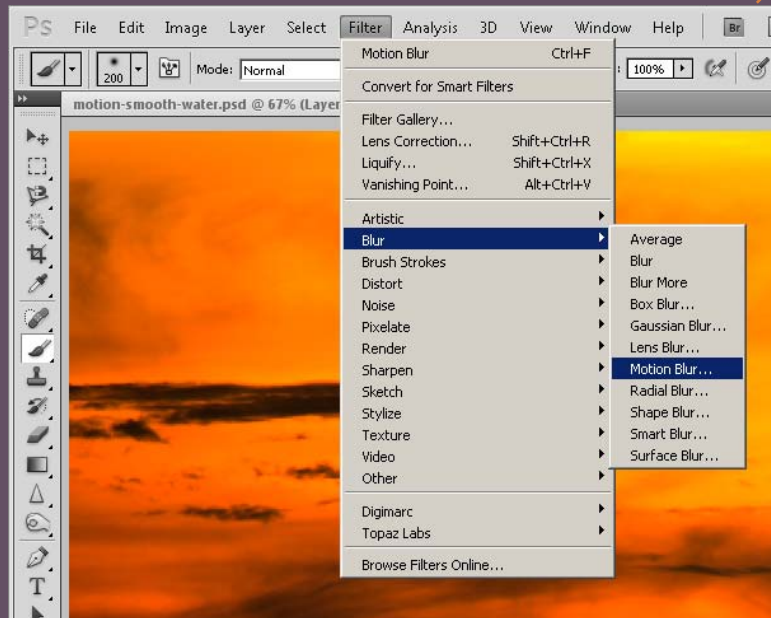 Ps File Edit Image Layer Select Filter Analysis 3D View Window Help Br
200 Mode: Normal : 100%
motion-smooth-water.psd @ 67% (Layer
Motion Blur Ctrl+F
Convert for Smart Filters
Filter Gallery...
Lens Correction... Shift+Ctrl+R
Liquify... Shift+Ctrl+X
Vanishing Point... Alt+Ctrl+V
Artistic
Blur
Brush Strokes
Distort
Noise
Pixelate
Render
Sharpen
Sketch
Stylize
Texture
Video
Other
Digimarc
Topaz Labs
Browse Filters Online...
Average
Blur
Blur More
Box Blur...
Gaussian Blur...
Lens Blur...
Motion Blur...
Radial Blur...
Shape Blur...
Smart Blur...
Surface Blur...
T